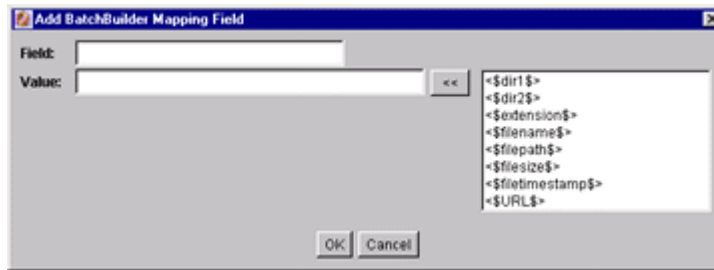 Add BatchBuilder Mapping Field
Field:
Value:
<<
<$dir1$>
<$dir2$>
<$extension$>
<$filename$>
<$filepath$>
<$filesize$>
<$filetimestamp$>
<$URL$>
OK Cancel